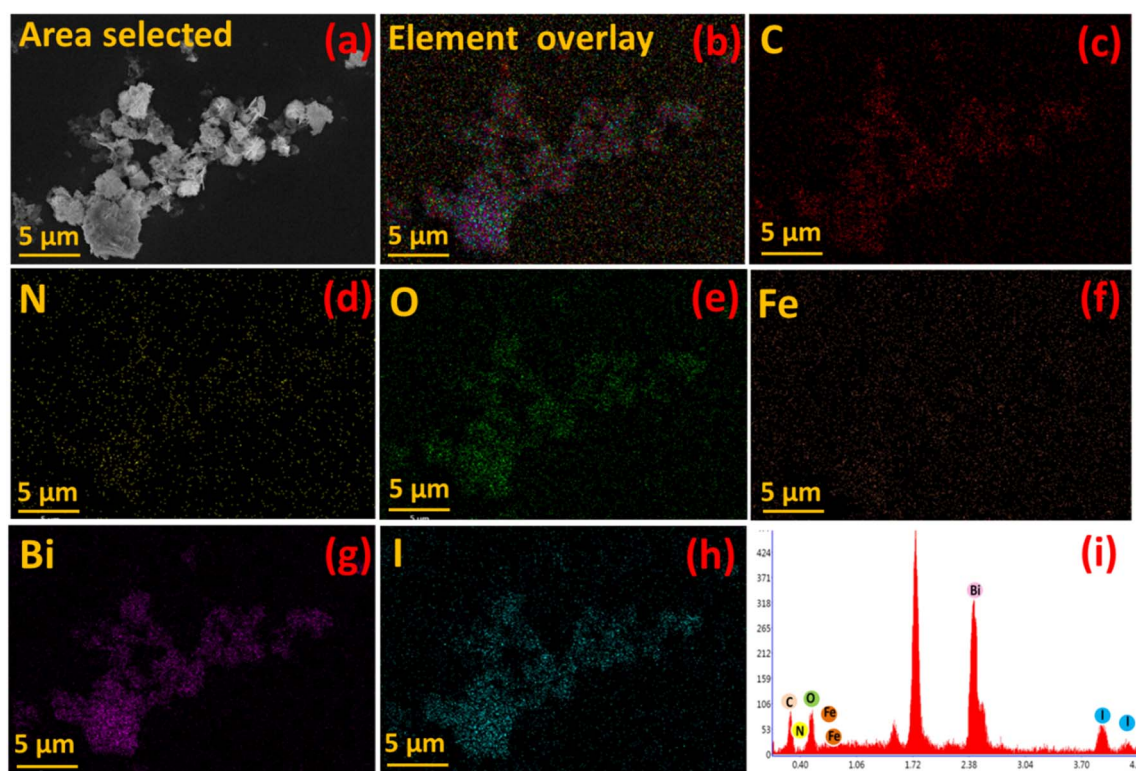 Area selected (a)
5 μm
Element overlay (b)
5 μm
C (c)
5 μm
N (d)
5 μm
O (e)
5 μm
5 μm
Fe (f)
5 μm
Bi (g)
5 μm
I (h)
5 μm
(i)
424
371
318
265
212
159
106
53
0
Bi
C
O
Fe
N
Fe
I
I
0.40 1.06 1.72 2.38 3.04 3.70